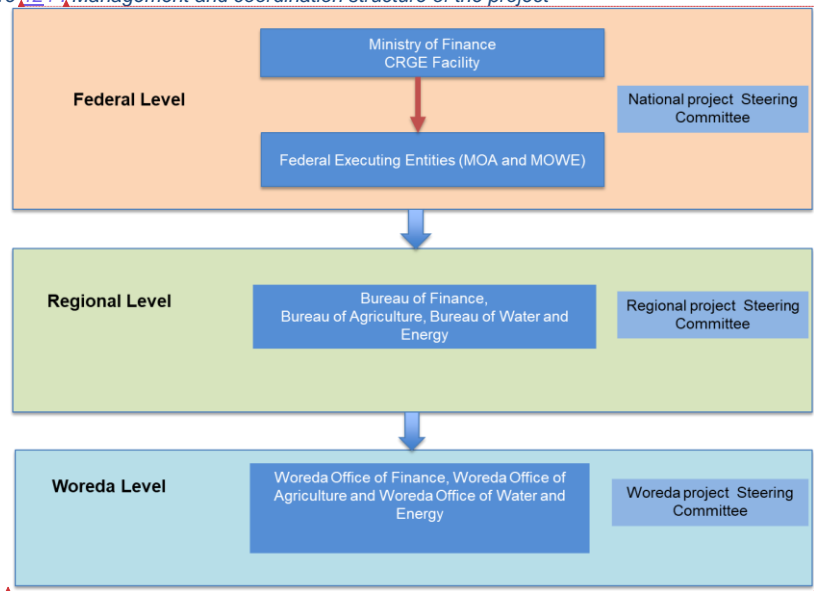 Management and coordination structure of the project
Ministry of Finance
CRGE Facility
Federal Level
National project Steering
Committee
Federal Executing Entities (MOA and MOWE)
Regional Level
Bureau of Finance,
Bureau of Agriculture, Bureau of Water and
Energy
Regional project Steering
Committee
Woreda Level
Woreda Office of Finance, Woreda Office of
Agriculture and Woreda Office of Water and
Energy
Woreda project Steering
Committee